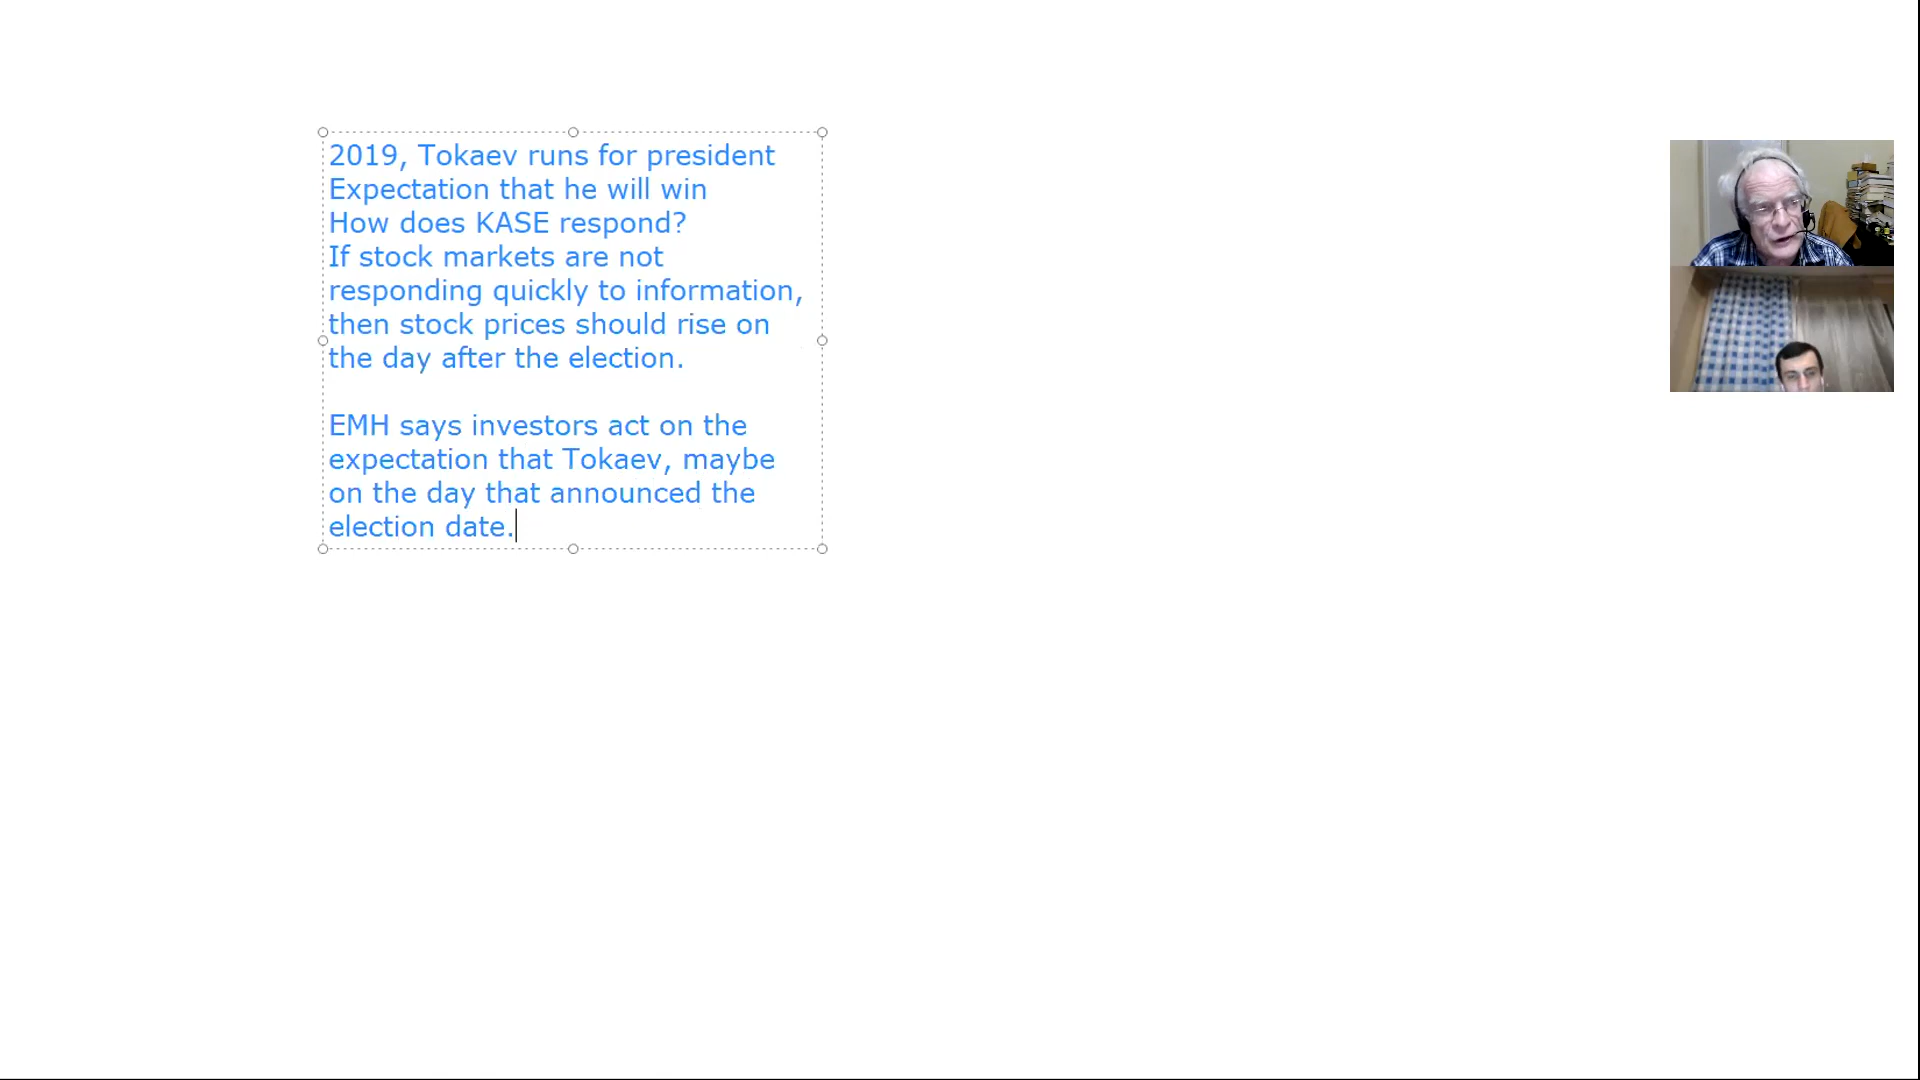 2019, Tokaev runs for president
Expectation that he will win
How does KASE respond?
If stock markets are not
responding quickly to information,
then stock prices should rise on
the day after the election.
EMH says investors act on the
expectation that Tokaev, maybe
on the day that announced the
election date.